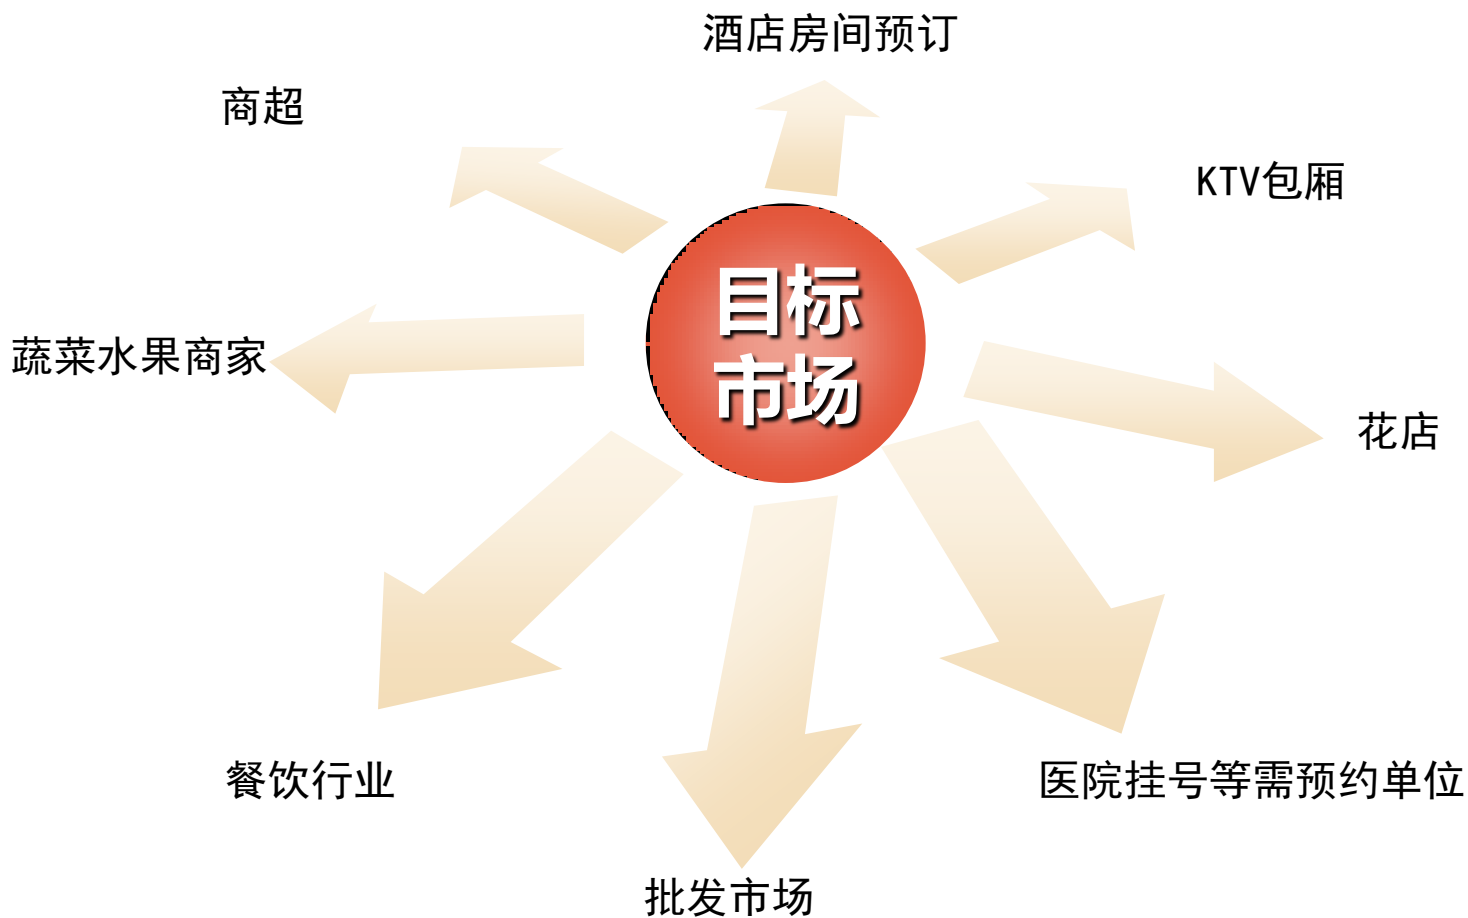 酒店房间预订
商超
KTV包厢
目标
市场
蔬菜水果商家
花店
餐饮行业
医院挂号等需预约单位
批发市场